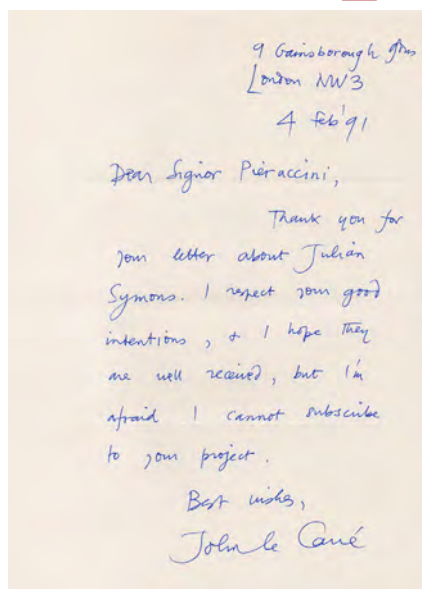 9 Gainsborough Gdns
London NW3
4 Feb '91
Dear Signor Pieraccini,
Thank you for
your letter about Julian
Symons. I respect your good
intentions, & I hope they
are well received, but I'm
afraid I cannot subscribe
to your project.
Best wishes,
John le Carré